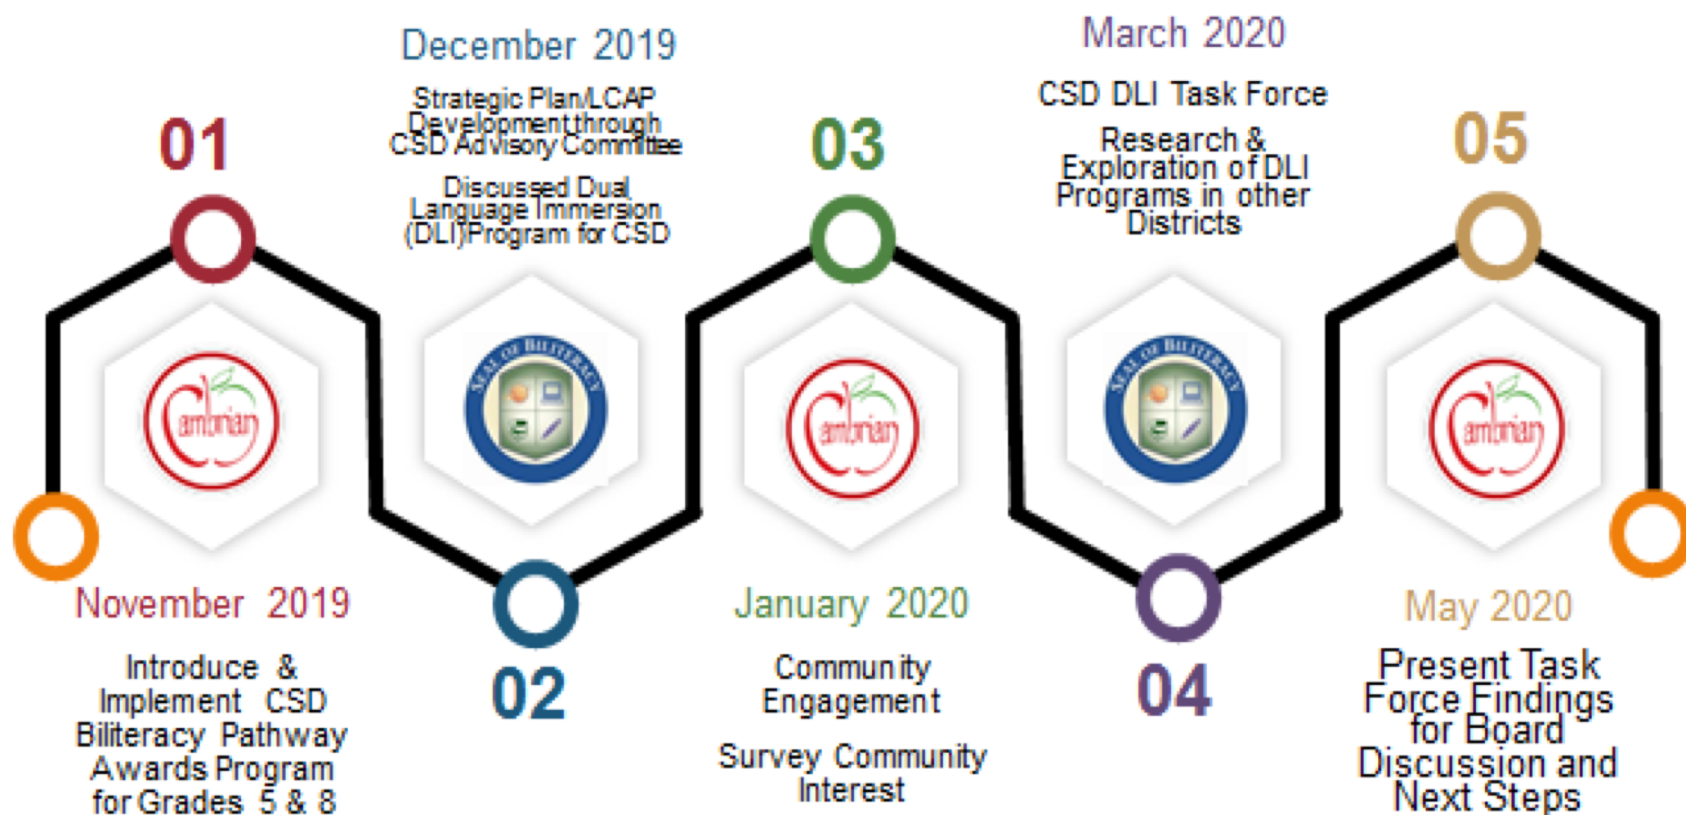 01
November 2019
Introduce &
Implement CSD
Biliteracy Pathway
Awards Program
for Grades 5 & 8
Cambrian
December 2019
Strategic Plan/LCAP
Development through
CSD Advisory Committee
Discussed Dual
Language Immersion
(DLI)Program for CSD
SEAL OF BILITERACY
02
03
Cambrian
January 2020
Community
Engagement
Survey Community
Interest
March 2020
CSD DLI Task Force
Research &
Exploration of DLI
Programs in other
Districts
SEAL OF BILITERACY
04
05
Cambrian
May 2020
Present Task
Force Findings
for Board
Discussion and
Next Steps